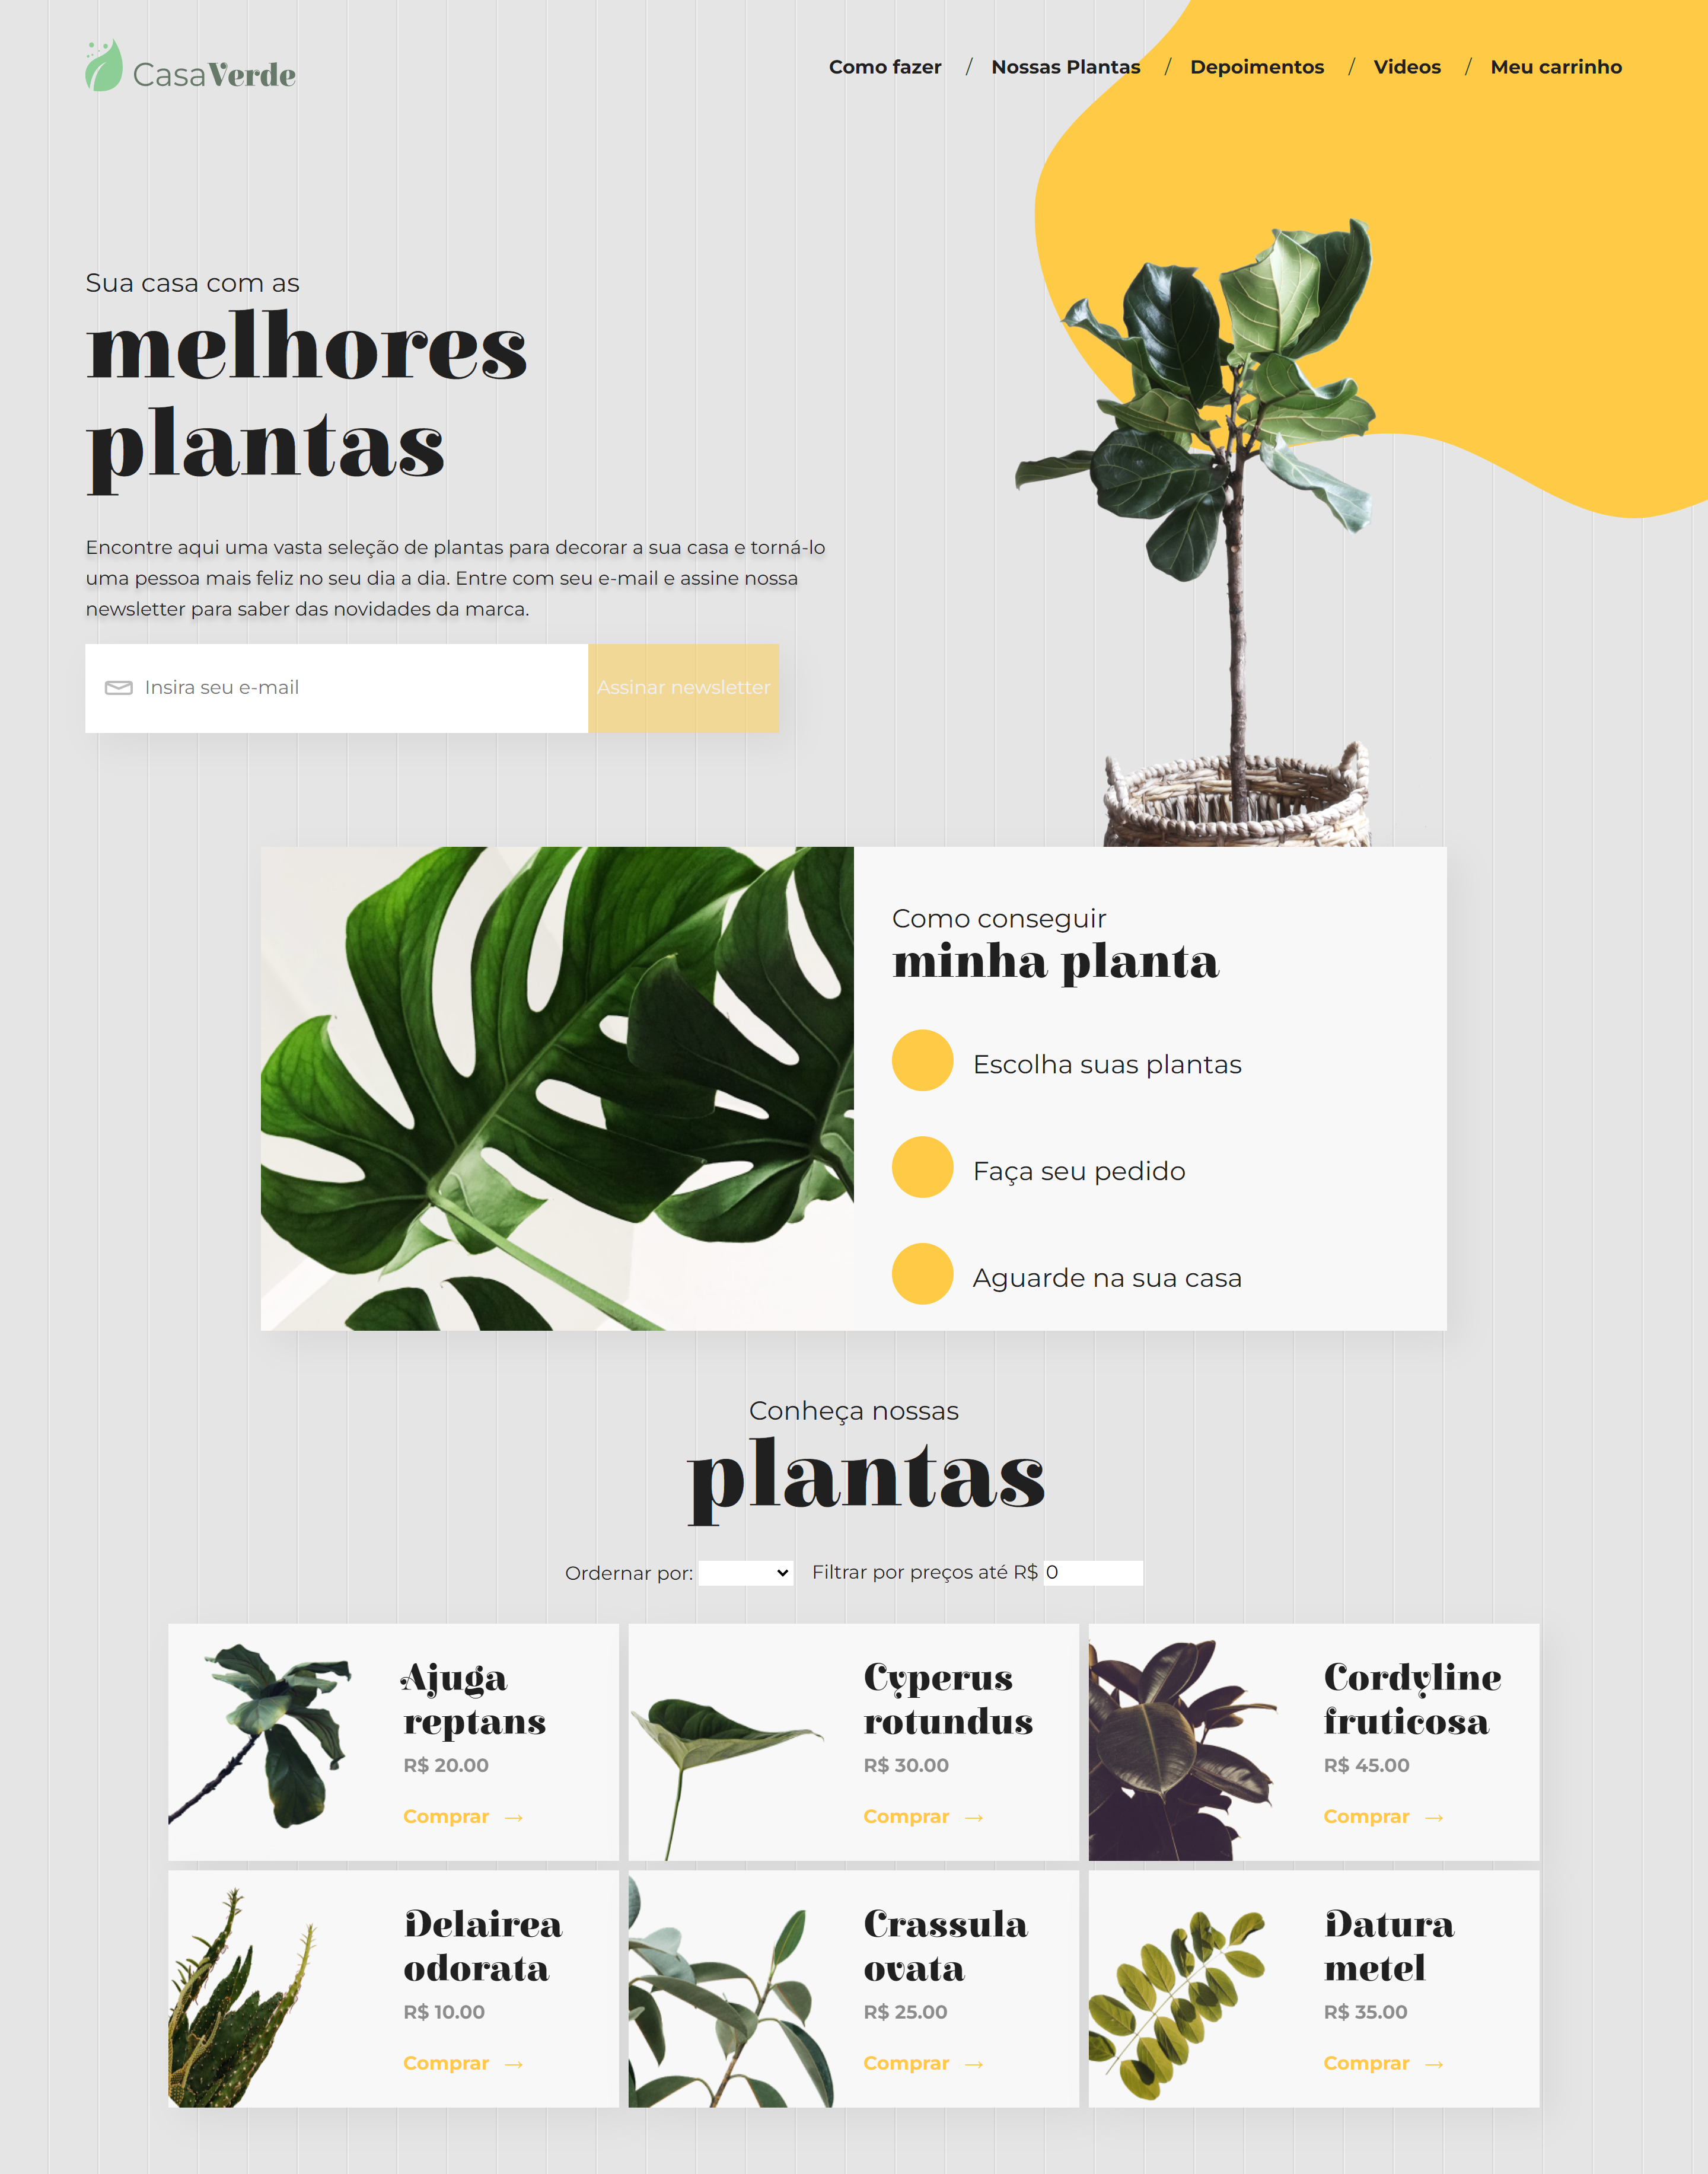 CasaVerde
Como fazer / Nossas Plantas / Depoimentos / Videos / Meu carrinho
Sua casa com as
melhores
plantas
Encontre aqui uma vasta seleção de plantas para decorar a sua casa e torná-lo
uma pessoa mais feliz no seu dia a dia. Entre com seu e-mail e assine nossa
newsletter para saber das novidades da marca.
Insira seu e-mail
Assinar newsletter
Como conseguir
minha planta
Escolha suas plantas
Faça seu pedido
Aguarde na sua casa
Conheça nossas
plantas
Ordernar por:
Filtrar por preços até R$ 0
Ajuga
reptans
R$ 20.00
Comprar →
Cyperus
rotundus
R$ 30.00
Comprar →
Cordyline
fruticosa
R$ 45.00
Comprar →
Delairea
odorata
R$ 10.00
Comprar →
Crassula
ovata
R$ 25.00
Comprar →
Datura
metel
R$ 35.00
Comprar →